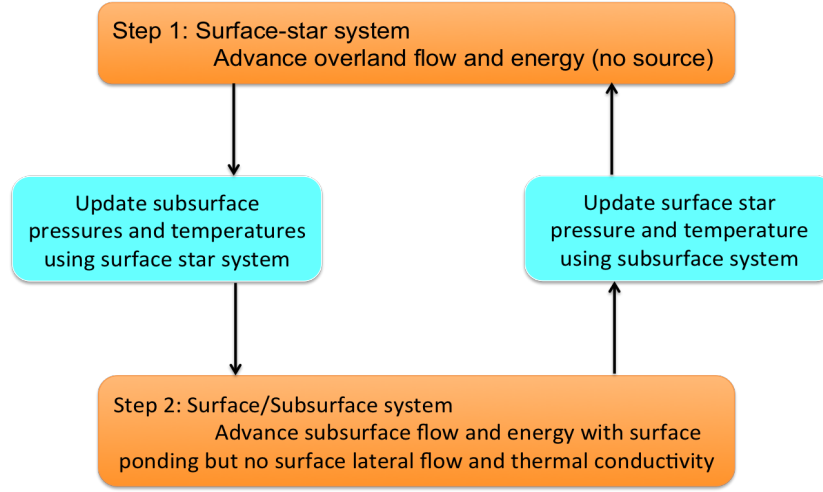 Step 1: Surface-star system
Advance overland flow and energy (no source)
Update subsurface
pressures and temperatures
using surface star system
Update surface star
pressure and temperature
using subsurface system
Step 2: Surface/Subsurface system
Advance subsurface flow and energy with surface
ponding but no surface lateral flow and thermal conductivity